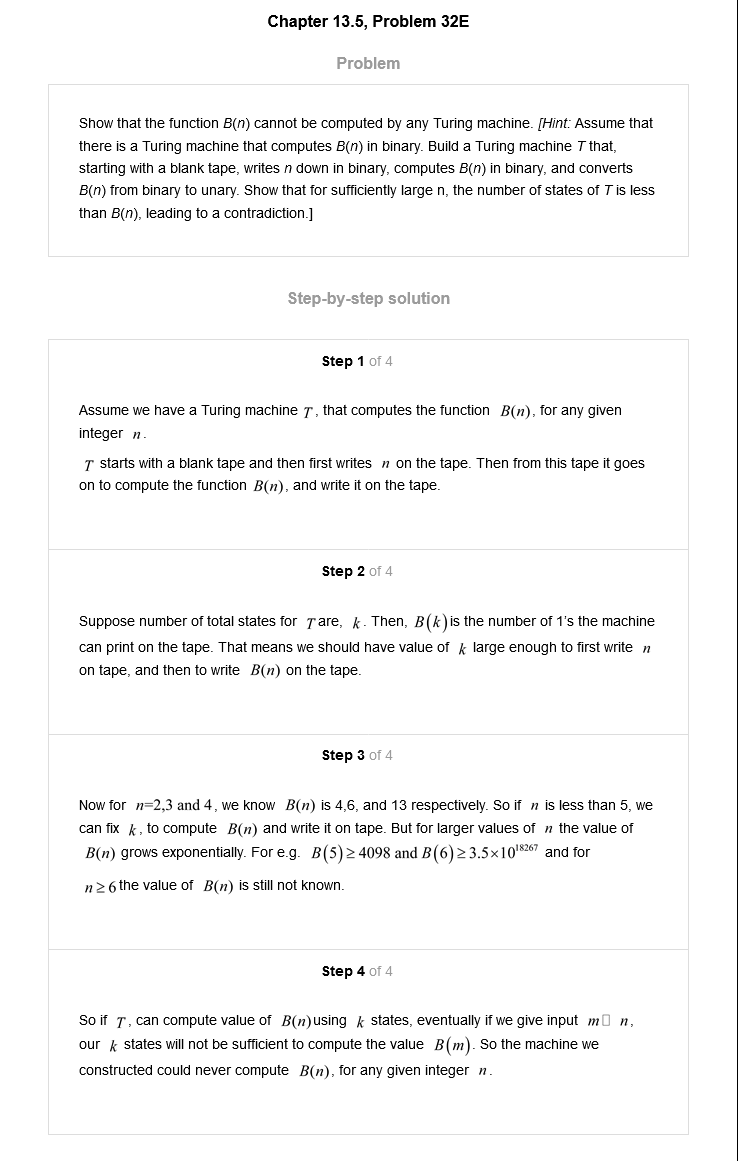 Chapter 13.5, Problem 32E
Problem
Show that the function B(n) cannot be computed by any Turing machine. [Hint: Assume that
there is a Turing machine that computes B(n) in binary. Build a Turing machine T that,
starting with a blank tape, writes n down in binary, computes B(n) in binary, and converts
B(n) from binary to unary. Show that for sufficiently large n, the number of states of T is less
than B(n), leading to a contradiction.]
Step-by-step solution
Step 1 of 4
Assume we have a Turing machine T, that computes the function B(n), for any given
integer n.
T starts with a blank tape and then first writes n on the tape. Then from this tape it goes
on to compute the function B(n), and write it on the tape.
Step 2 of 4
Suppose number of total states for T are, k. Then, B(k) is the number of 1's the machine
can print on the tape. That means we should have value of k large enough to first write n
on tape, and then to write B(n) on the tape.
Step 3 of 4
Now for n=2,3 and 4, we know B(n) is 4,6, and 13 respectively. So if n is less than 5, we
can fix k, to compute B(n) and write it on tape. But for larger values of n the value of
B(n) grows exponentially. For e.g. B(5) ≥ 4098 and B(6) ≥ 3.5×10^18267 and for
n ≥ 6 the value of B(n) is still not known.
Step 4 of 4
So if T, can compute value of B(n) using k states, eventually if we give input m□ n,
our k states will not be sufficient to compute the value B(m). So the machine we
constructed could never compute B(n), for any given integer n.